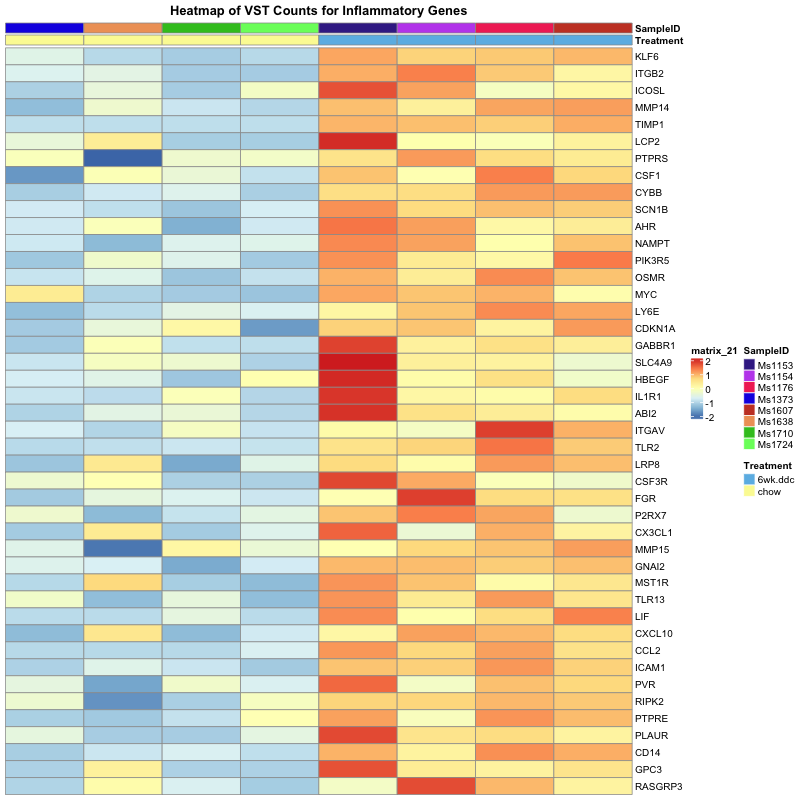 Heatmap of VST Counts for Inflammatory Genes
SampleID
Treatment
KLF6
ITGB2
ICOSL
MMP14
TIMP1
LCP2
PTPRS
CSF1
CYBB
SCN1B
AHR
NAMPT
PIK3R5
OSMR
MYC
LY6E
CDKN1A
GABBR1
SLC4A9
HBEGF
IL1R1
ABI2
ITGAV
TLR2
LRP8
CSF3R
FGR
P2RX7
CX3CL1
MMP15
GNAI2
MST1R
TLR13
LIF
CXCL10
CCL2
ICAM1
PVR
RIPK2
PTPRE
PLAUR
CD14
GPC3
RASGRP3
matrix_21
2
1
0
-1
-2
SampleID
Ms1153
Ms1154
Ms1176
Ms1373
Ms1607
Ms1638
Ms1710
Ms1724
Treatment
6wk.ddc
chow